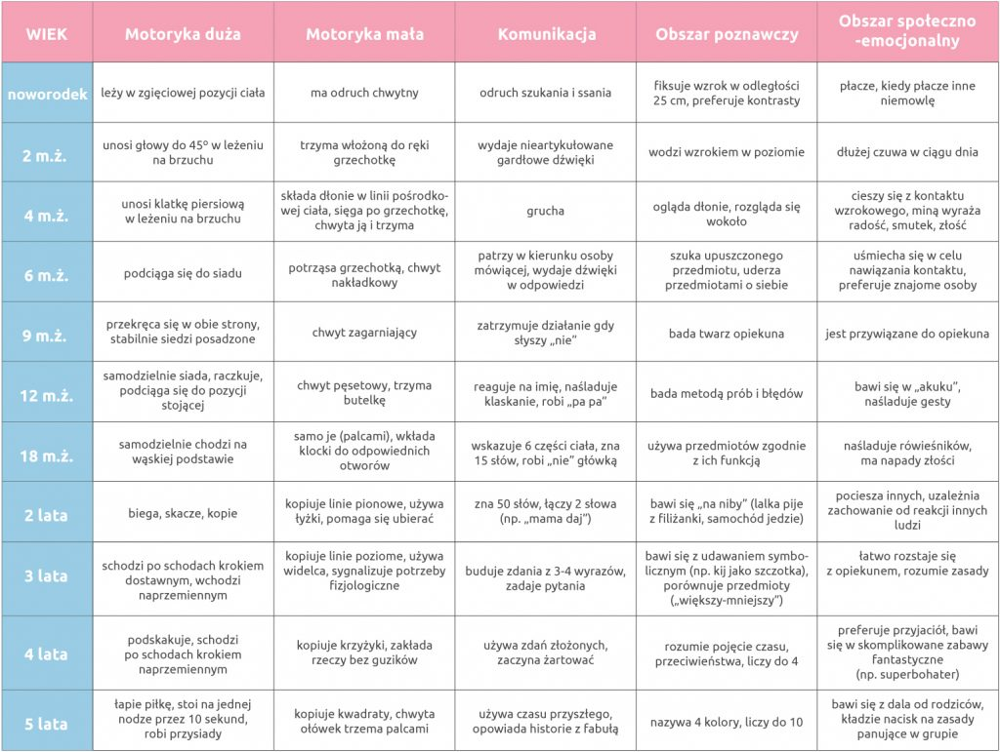 WIEK
Motoryka duża
Motoryka mała
Komunikacja
Obszar poznawczy
Obszar społeczno
-emocjonalny
noworodek
leży w zgięciowej pozycji ciała
ma odruch chwytny
odruch szukania i ssania
fiksuje wzrok w odległości
25 cm, preferuje kontrasty
płacze, kiedy płacze inne
niemowlę
2 m.ż.
unosi głowy do 45º w leżeniu
na brzuchu
trzyma włożoną do ręki
grzechotkę
wydaje nieartykułowane
gardłowe dźwięki
wodzi wzrokiem w poziomie
dłużej czuwa w ciągu dnia
4 m.ż.
unosi klatkę piersiową
w leżeniu na brzuchu
składa dłonie w linii pośrodko-
wej ciała, sięga po grzechotkę,
chwyta ją i trzyma
grucha
ogląda dłonie, rozgląda się
wokoło
cieszy się z kontaktu
wzrokowego, miną wyraża
radość, smutek, złość
6 m.ż.
podciąga się do siadu
potrząsa grzechotką, chwyt
nakładkowy
patrzy w kierunku osoby
mówiącej, wydaje dźwięki
w odpowiedzi
szuka upuszczonego
przedmiotu, uderza
przedmiotami o siebie
uśmiecha się w celu
nawiązania kontaktu,
preferuje znajome osoby
9 m.ż.
przekręca się w obie strony,
stabilnie siedzi posadzone
chwyt zagarniający
zatrzymuje działanie gdy
słyszy „nie”
bada twarz opiekuna
jest przywiązane do opiekuna
12 m.ż.
samodzielnie siada, raczkuje,
podciąga się do pozycji
stojącej
chwyt pęsetowy, trzyma
butelkę
reaguje na imię, naśladuje
klaskanie, robi „pa pa”
bada metodą prób i błędów
bawi się w „akuku”,
naśladuje gesty
18 m.ż.
samodzielnie chodzi na
wąskiej podstawie
samo je (palcami), wkłada
klocki do odpowiednich
otworów
wskazuje 6 części ciała, zna
15 słów, robi „nie” główką
używa przedmiotów zgodnie
z ich funkcją
naśladuje rówieśników,
ma napady złości
2 lata
biega, skacze, kopie
kopiuje linie pionowe, używa
łyżki, pomaga się ubierać
zna 50 słów, łączy 2 słowa
(np. „mama daj”)
bawi się „na niby” (lalka pije
z filiżanki, samochód jedzie)
pociesza innych, uzależnia
zachowanie od reakcji innych
ludzi
3 lata
schodzi po schodach krokiem
dostawnym, wchodzi
naprzemiennym
kopiuje linie poziome, używa
widelca, sygnalizuje potrzeby
fizjologiczne
buduje zdania z 3-4 wyrazów,
zadaje pytania
bawi się z udawaniem symbo-
licznym (np. kij jako szczotka),
porównuje przedmioty
(„większy-mniejszy”)
łatwo rozstaje się
z opiekunem, rozumie zasady
4 lata
podskakuje, schodzi
po schodach krokiem
naprzemiennym
kopiuje krzyżyki, zakłada
rzeczy bez guzików
używa zdań złożonych,
zaczyna żartować
rozumie pojęcie czasu,
przeciwieństwa, liczy do 4
preferuje przyjaciół, bawi
się w skomplikowane zabawy
fantastyczne
(np. superbohater)
5 lata
łapie piłkę, stoi na jednej
nodze przez 10 sekund,
robi przysiady
kopiuje kwadraty, chwyta
ołówek trzema palcami
używa czasu przyszłego,
opowiada historie z fabułą
nazywa 4 kolory, liczy do 10
bawi się z dala od rodziców,
kładzie nacisk na zasady
panujące w grupie